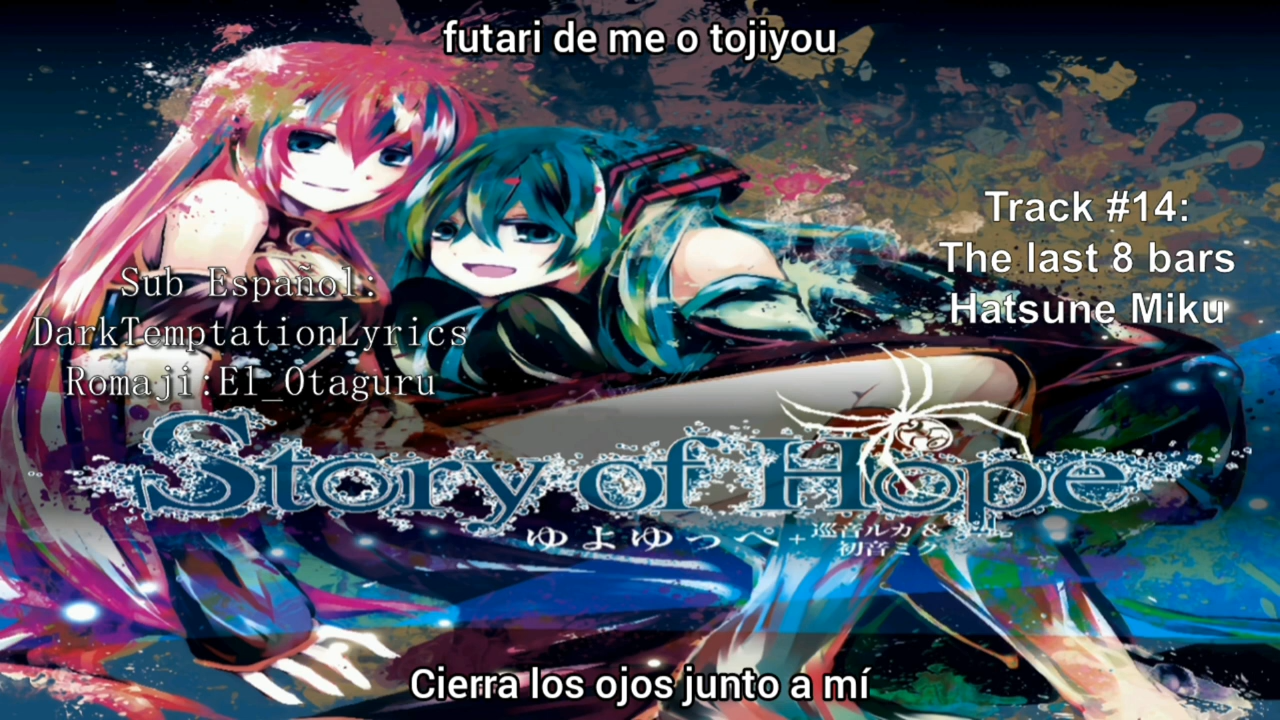 futari de me o tojiyou
Track #14:
The last 8 bars
Hatsune Miku
Sub Español:
DarkTemptationLyrics
Romaji:El_Otaguru
Story of Hope
ゆよゆっぺ+巡音ルカ &
初音ミク
Cierra los ojos junto a mí